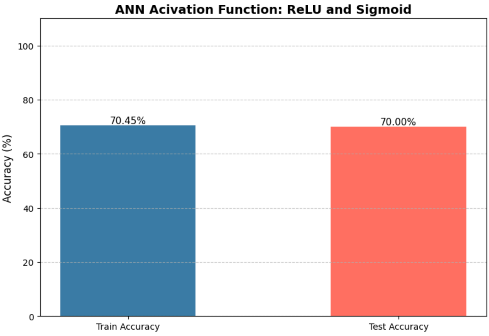 ANN Acivation Function: ReLU and Sigmoid
100
80
60
40
20
0
Accuracy (%)
70.45%
70.00%
Train Accuracy
Test Accuracy